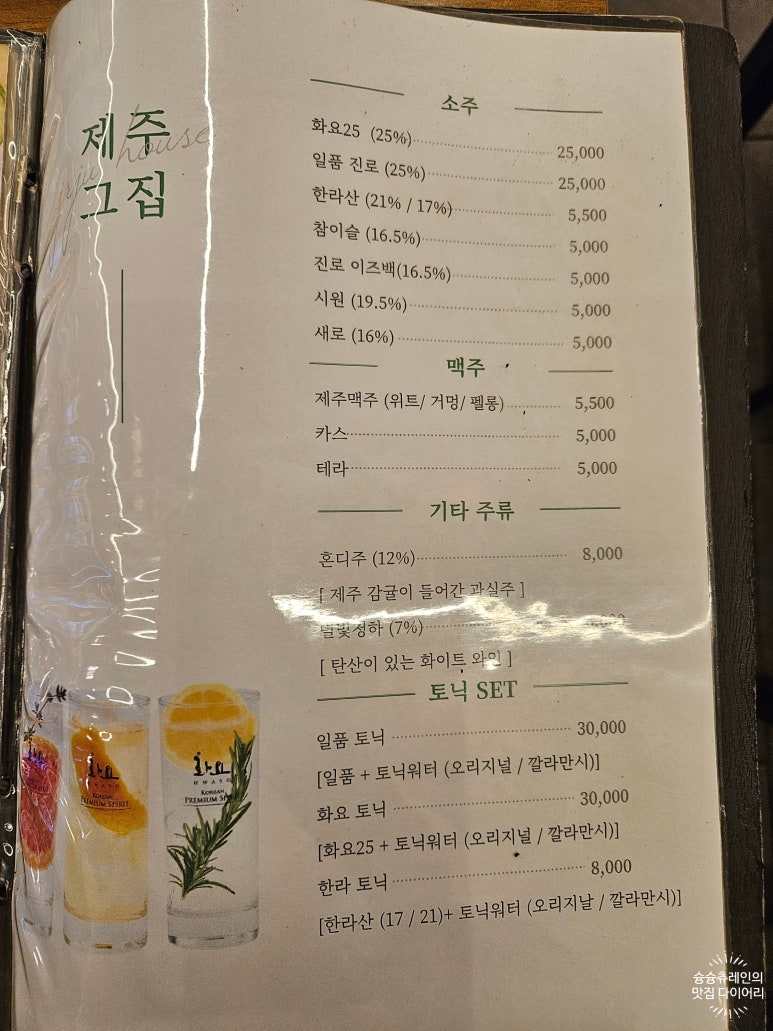 제주
그집
house
소주
화요25 (25%) 25,000
일품 진로 (25%) 25,000
한라산 (21% / 17%) 5,500
참이슬 (16.5%) 5,000
진로 이즈백(16.5%) 5,000
시원 (19.5%) 5,000
새로 (16%) 5,000
맥주
제주맥주 (위트/ 거멍/ 펠롱) 5,500
카스 5,000
테라 5,000
기타 주류
혼디주 (12%) 8,000
[ 제주 감귤이 들어간 과실주 ]
별빛청하 (7%)
[ 탄산이 있는 화이트 와인 ]
토닉 SET
일품 토닉 30,000
[일품 + 토닉워터 (오리지널 / 깔라만시)]
화요 토닉 30,000
[화요25 + 토닉워터 (오리지널 / 깔라만시)]
한라 토닉 8,000
[한라산 (17 / 21)+ 토닉워터 (오리지날 / 깔라만시)]
화요
HWAYO
KOREAN
PREMIUM SPIRIT
화요
HWAYO
KOREAN
PREMIUM SPIRIT
슝슝츄레인의
맛집 다이어리